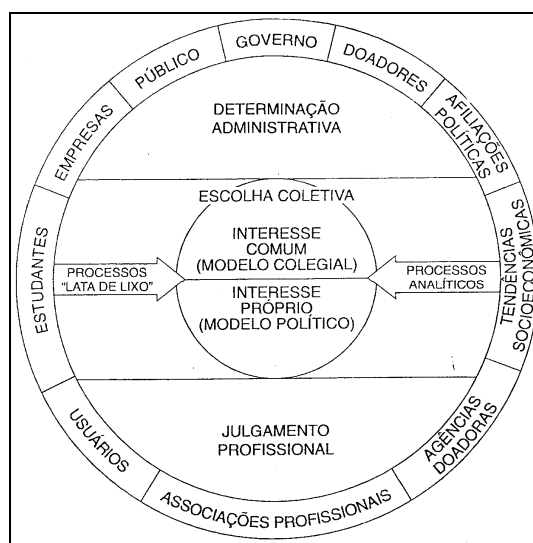 GOVERNO
DOADORES
AFILIAÇÕES
POLÍTICAS
TENDÊNCIAS
SOCIOECONÔMICAS
AGÊNCIAS
DOADORAS
ASSOCIAÇÕES PROFISSIONAIS
USUÁRIOS
ESTUDANTES
EMPRESAS
PÚBLICO
DETERMINAÇÃO
ADMINISTRATIVA
ESCOLHA COLETIVA
INTERESSE
COMUM
(MODELO COLEGIAL)
PROCESSOS
"LATA DE LIXO"
PROCESSOS
ANALÍTICOS
INTERESSE
PRÓPRIO
(MODELO POLÍTICO)
JULGAMENTO
PROFISSIONAL